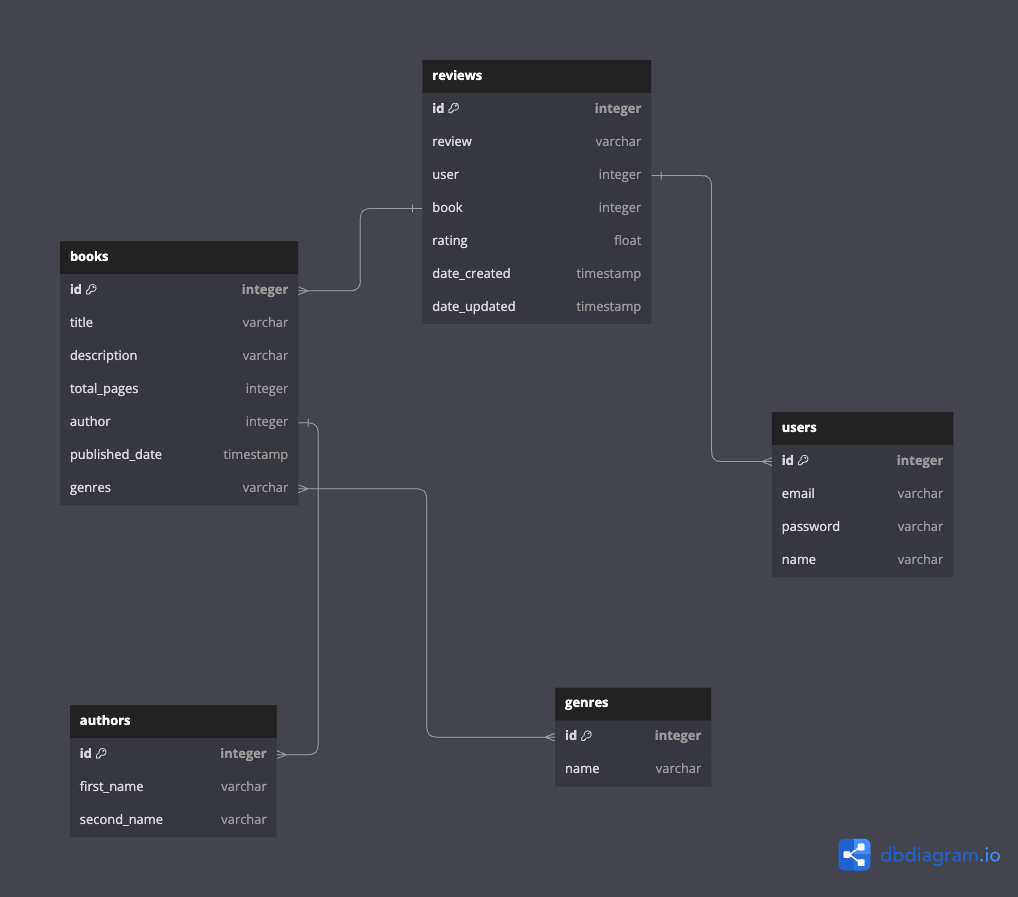 reviews
id integer
review varchar
user integer
book integer
rating float
date_created timestamp
date_updated timestamp
books
id integer
title varchar
description varchar
total_pages integer
author integer
published_date timestamp
genres varchar
users
id integer
email varchar
password varchar
name varchar
authors
id integer
first_name varchar
second_name varchar
genres
id integer
name varchar
dbdiagram.io